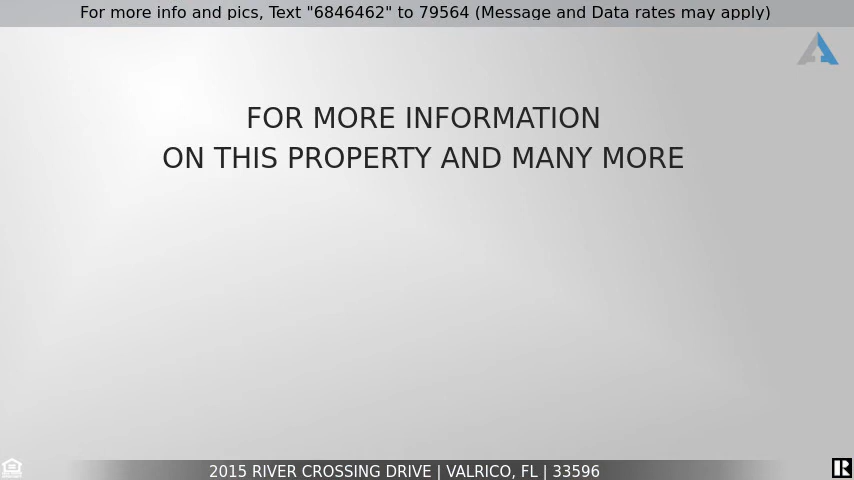 For more info and pics, Text "6846462" to 79564 (Message and Data rates may apply)
FOR MORE INFORMATION
ON THIS PROPERTY AND MANY MORE
2015 RIVER CROSSING DRIVE | VALRICO, FL | 33596